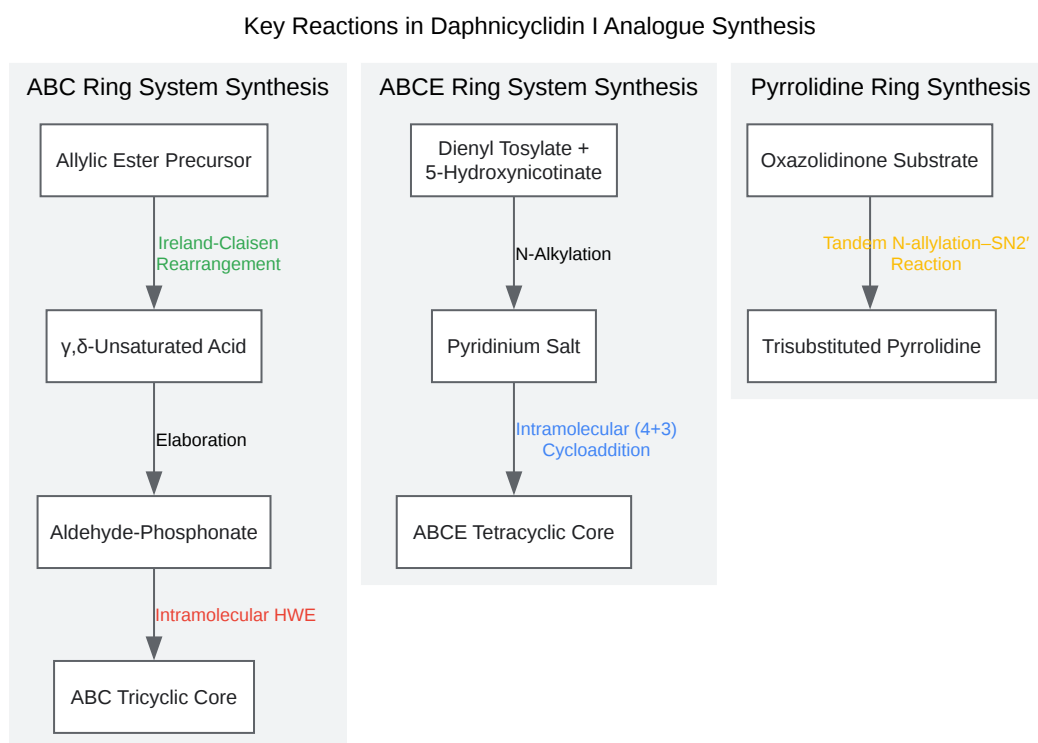 Key Reactions in Daphnicyclidin I Analogue Synthesis
ABC Ring System Synthesis
Allylic Ester Precursor
Ireland-Claisen
Rearrangement
γ,δ-Unsaturated Acid
Elaboration
Aldehyde-Phosphonate
Intramolecular HWE
ABC Tricyclic Core
ABCE Ring System Synthesis
Dienyl Tosylate +
5-Hydroxynicotinate
N-Alkylation
Pyridinium Salt
Intramolecular (4+3)
Cycloaddition
ABCE Tetracyclic Core
Pyrrolidine Ring Synthesis
Oxazolidinone Substrate
Tandem N-allylation–SN2′
Reaction
Trisubstituted Pyrrolidine